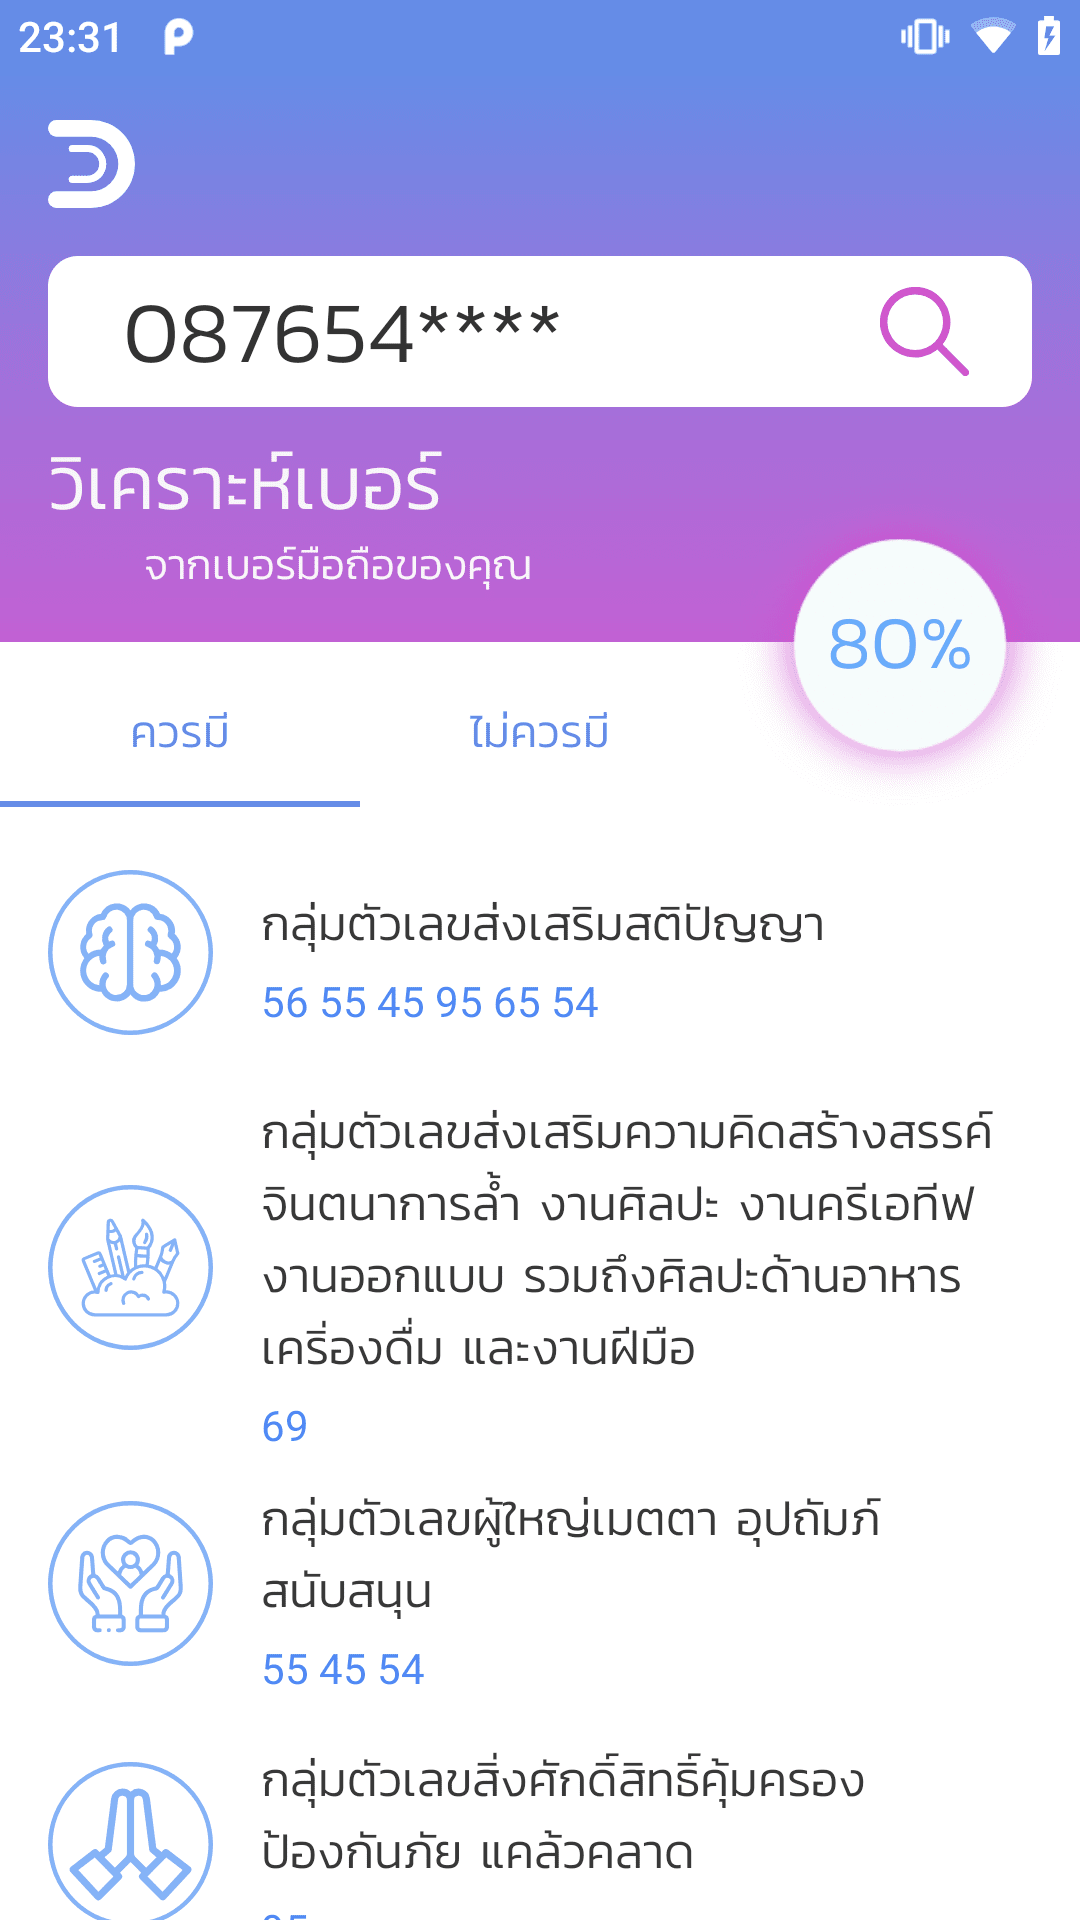 23:31
087654****
วิเคราะห์เบอร์
จากเบอร์มือถือของคุณ
80%
ควรมี ไม่ควรมี
กลุ่มตัวเลขส่งเสริมสติปัญญา
56 55 45 95 65 54
กลุ่มตัวเลขส่งเสริมความคิดสร้างสรรค์
จินตนาการล้ำ งานศิลปะ งานครีเอทีฟ
งานออกแบบ รวมถึงศิลปะด้านอาหาร
เคริ่องดื่ม และงานฝีมือ
69
กลุ่มตัวเลขผู้ใหญ่เมตตา อุปถัมภ์
สนับสนุน
55 45 54
กลุ่มตัวเลขสิ่งศักดิ์สิทธิ์คุ้มครอง
ป้องกันภัย แคล้วคลาด